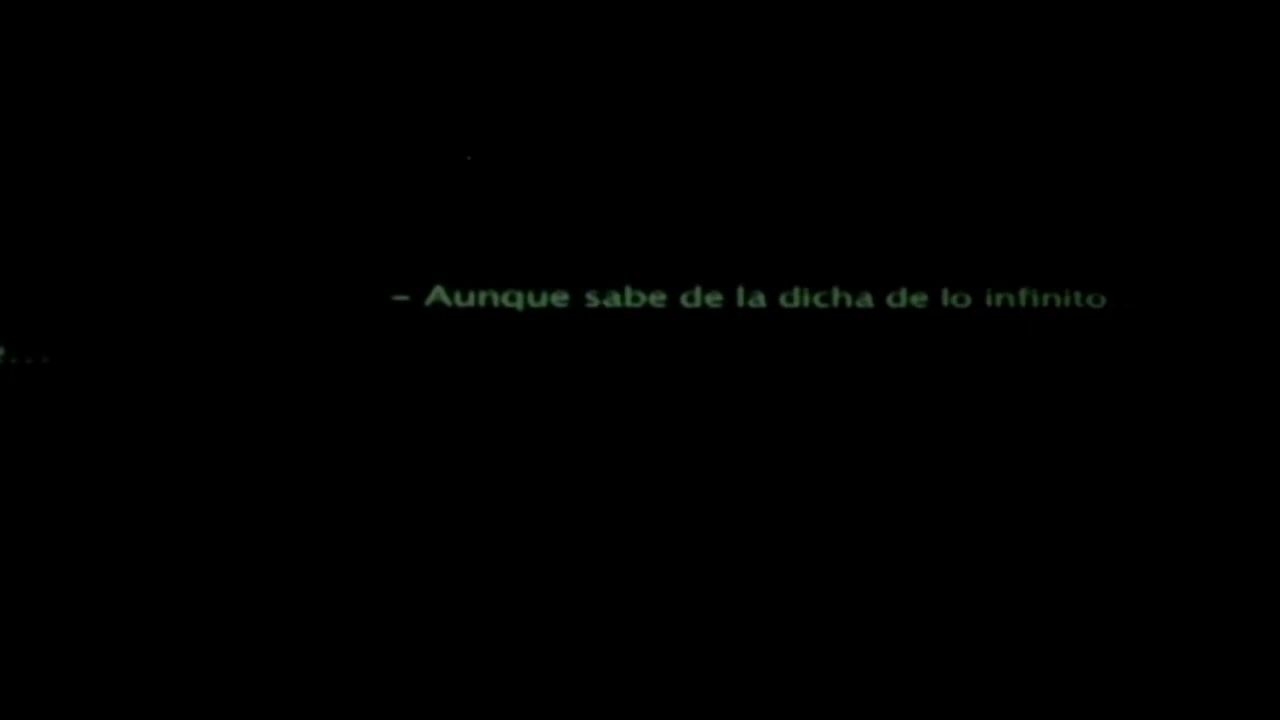 – Aunque sabe de la dicha de lo infinito
...